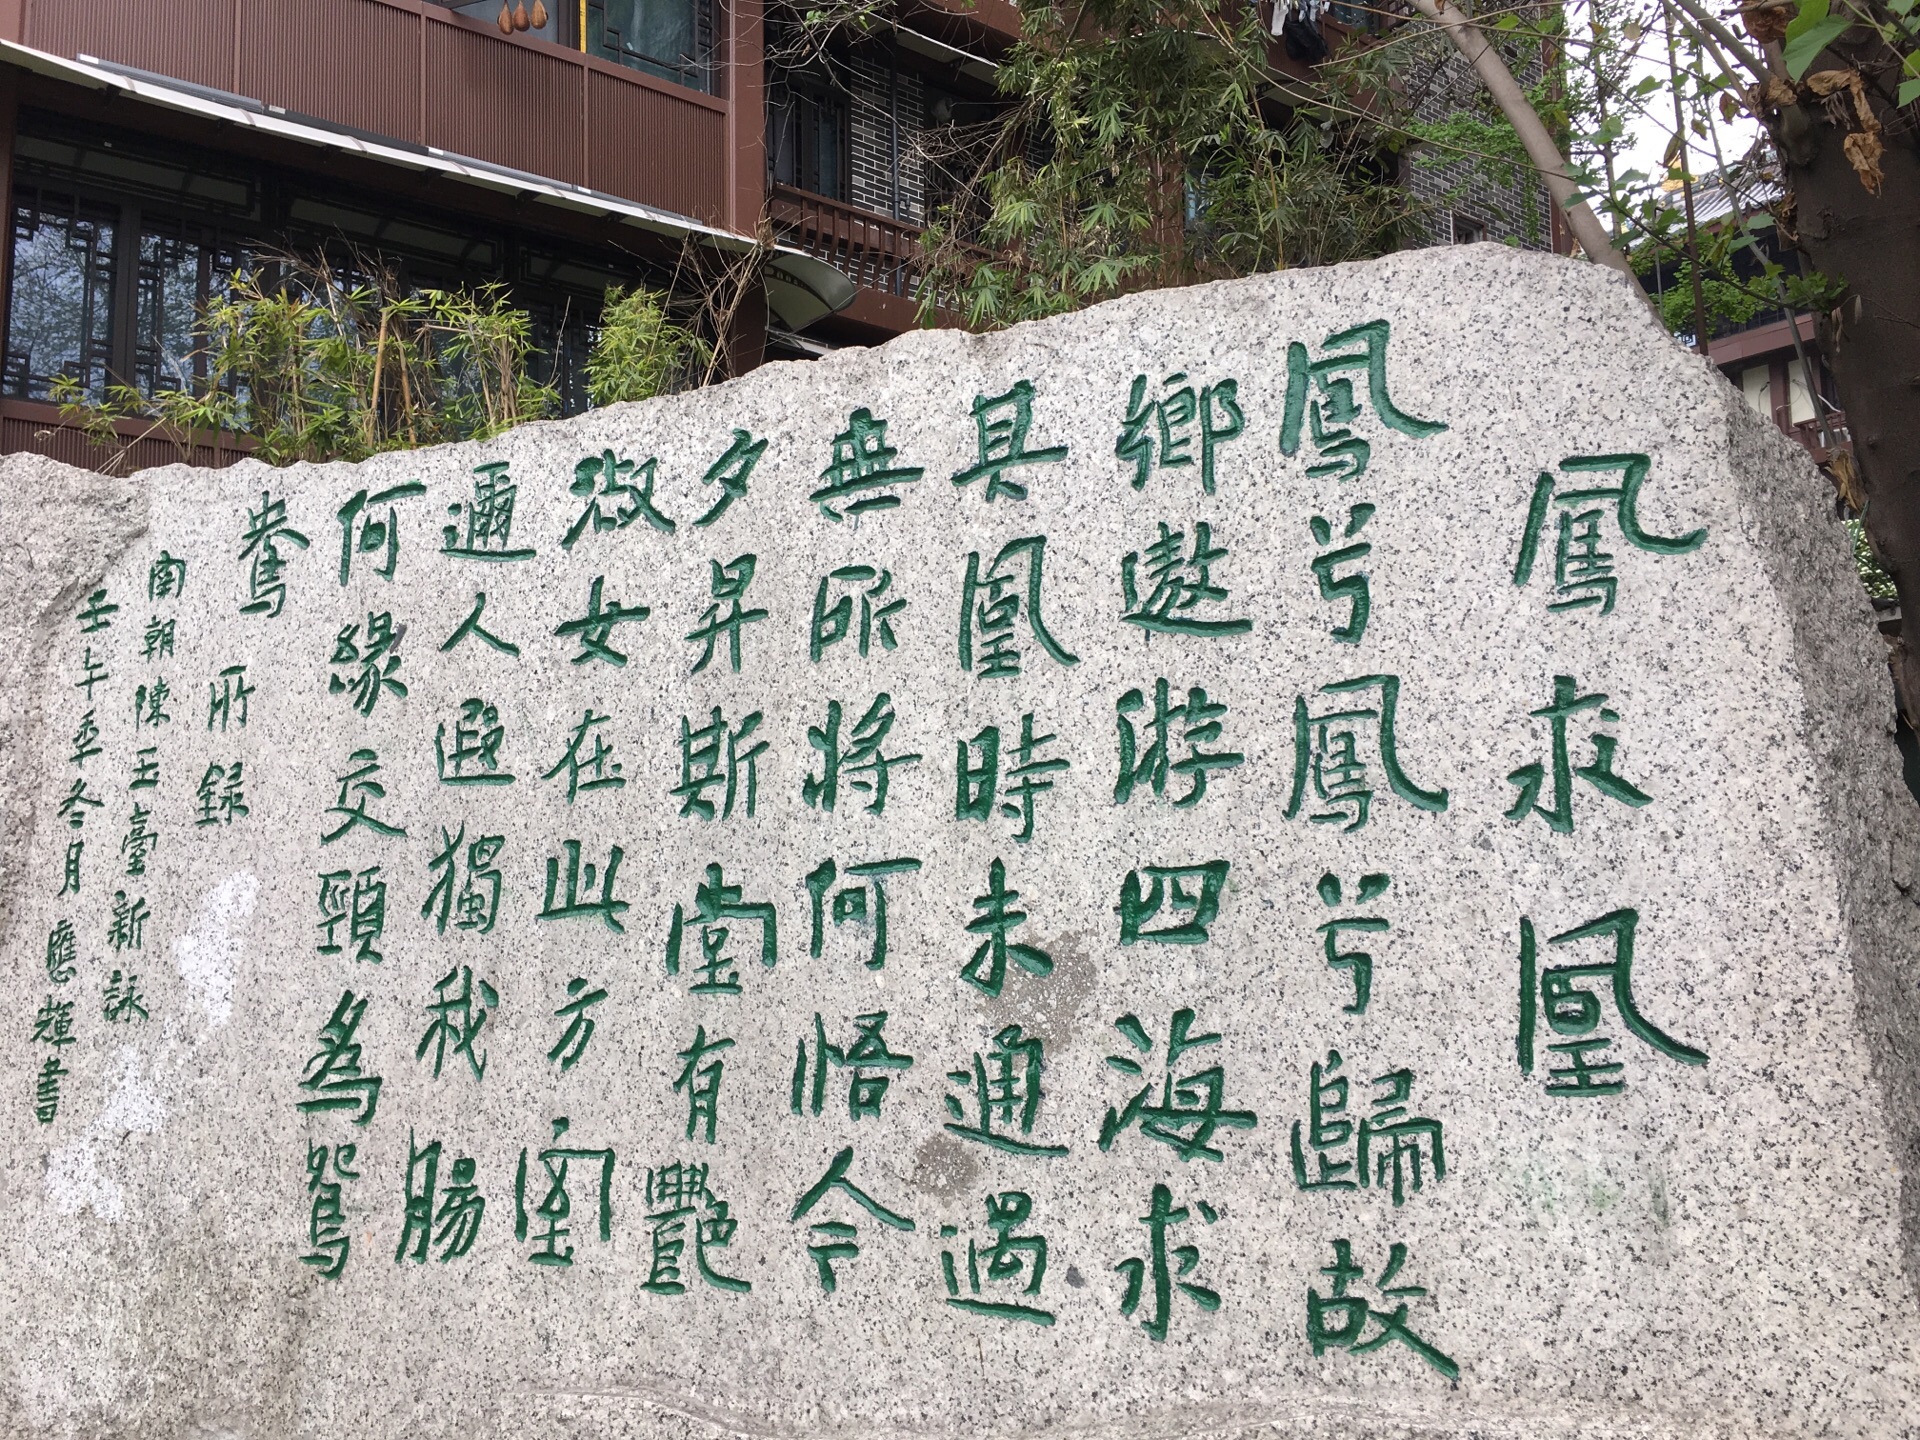 鳳求凰
鳳兮鳳兮歸故
鄉遨游四海求
其凰時未通遇
無所將何悟今
夕昇斯堂有艷
淑女在此方室
邇人遐獨我腸
何緣交頸為鴛
鴦 所録
南朝陳玉臺新詠
壬午季冬月應輝書